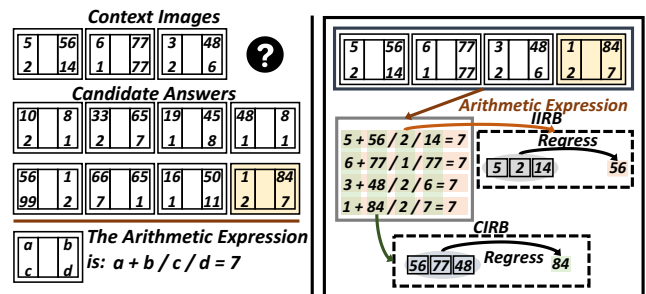 Context Images
5 56 6 77 3 48
2 14 1 77 2 6
?
Candidate Answers
10 8 33 65 19 45 48 1
2 1 2 7 1 8 8 1
56 1 66 65 16 50 1 84
99 2 7 1 1 11 2 7
a b
c d
The Arithmetic Expression
is: a + b / c / d = 7
5 56 6 77 3 48 1 84
2 14 1 77 2 6 2 7
Arithmetic Expression
5 + 56 / 2 / 14 = 7
6 + 77 / 1 / 77 = 7
3 + 48 / 2 / 6 = 7
1 + 84 / 2 / 7 = 7
IIRB
Regress
5 2 14 56
CIRB
56 77 48 Regress 84